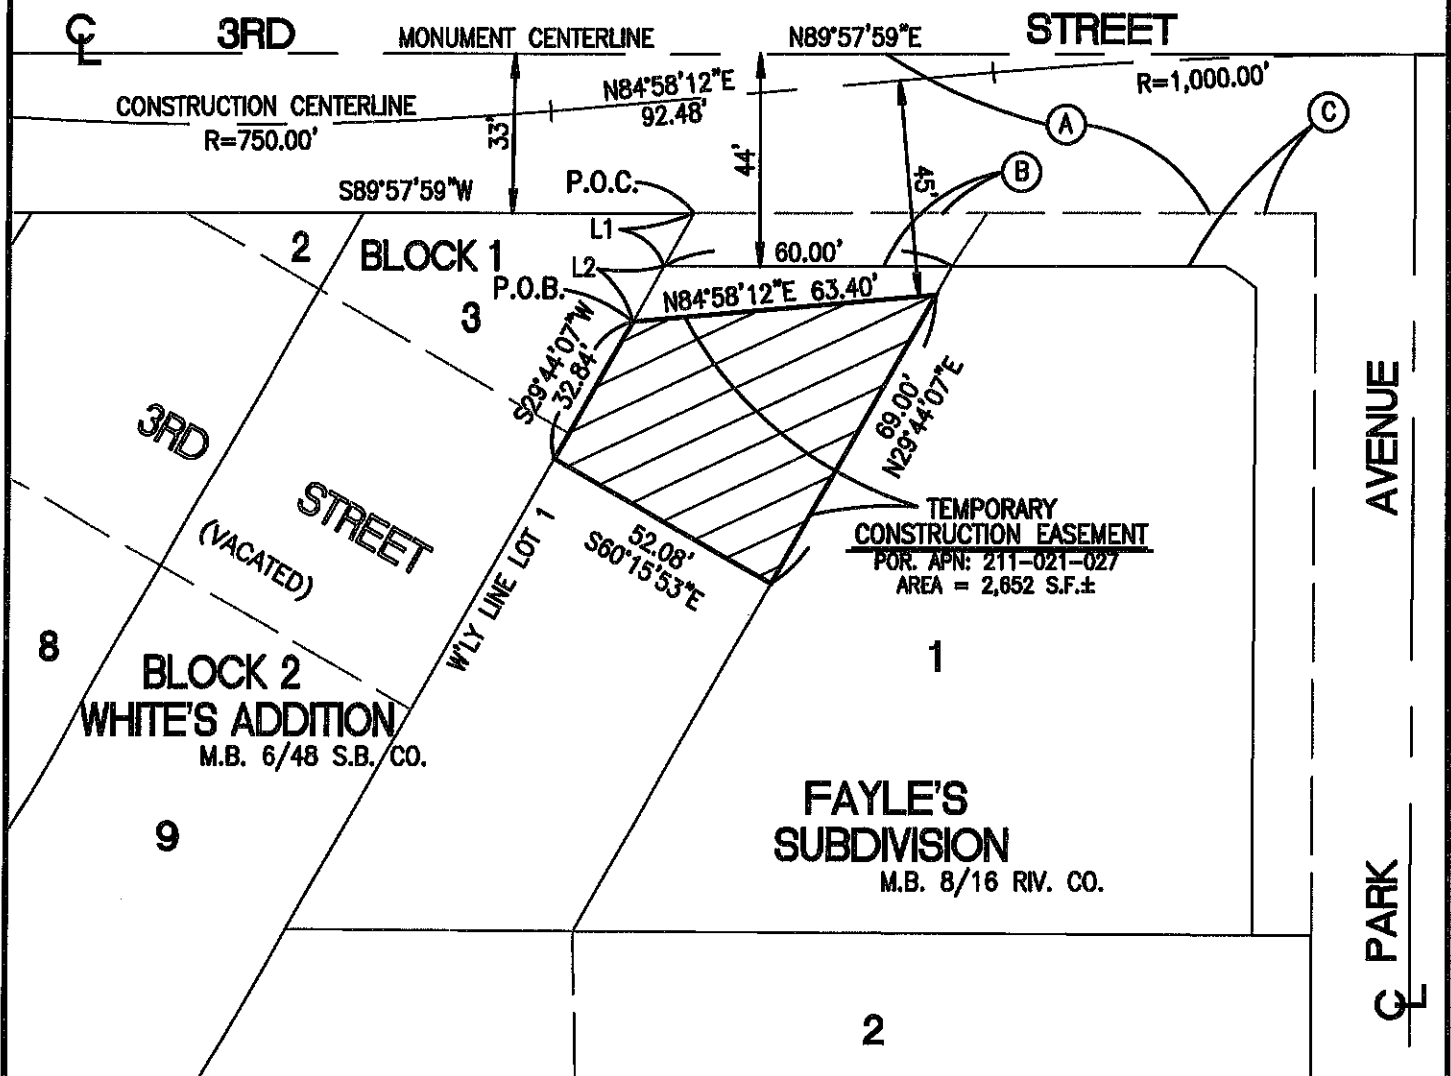 ℄ 3RD STREET
MONUMENT CENTERLINE
N89°57'59"E
CONSTRUCTION CENTERLINE
R=750.00'
N84°58'12"E
92.48'
R=1,000.00'
A
B
C
33'
44'
45'
S89°57'59"W
P.O.C.
L1
L2
P.O.B.
60.00'
2
BLOCK 1
3
N84°58'12"E 63.40'
S29°44'07"W
32.84'
69.00'
N29°44'07"E
52.08'
S60°15'53"E
3RD
STREET
(VACATED)
W'LY LINE LOT 1
TEMPORARY
CONSTRUCTION EASEMENT
POR. APN: 211-021-027
AREA = 2,652 S.F.±
8
BLOCK 2
WHITE'S ADDITION
M.B. 6/48 S.B. CO.
9
1
FAYLE'S
SUBDIVISION
M.B. 8/16 RIV. CO.
2
℄ PARK AVENUE